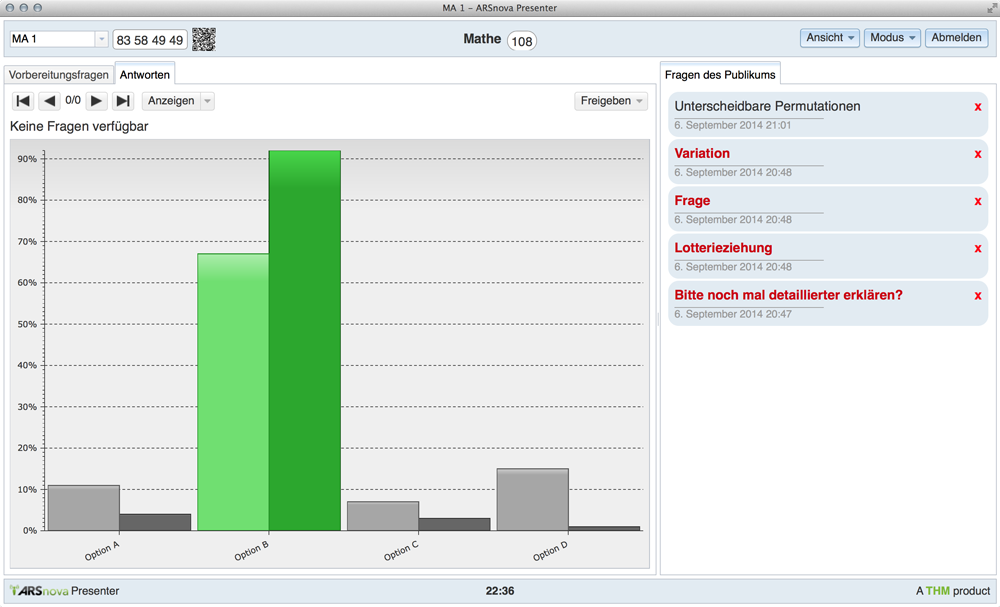 MA 1 – ARSnova Presenter
MA 1
83 58 49 49
Mathe 108
Ansicht
Modus
Abmelden
Vorbereitungsfragen
Antworten
0/0
Anzeigen
Freigeben
Keine Fragen verfügbar
90%
80%
70%
60%
50%
40%
30%
20%
10%
0%
Option A
Option B
Option C
Option D
Fragen des Publikums
Unterscheidbare Permutationen x
6. September 2014 21:01
Variation x
6. September 2014 20:48
Frage x
6. September 2014 20:48
Lotterieziehung x
6. September 2014 20:48
Bitte noch mal detaillierter erklären? x
6. September 2014 20:47
ARSnova Presenter
22:36
A THM product